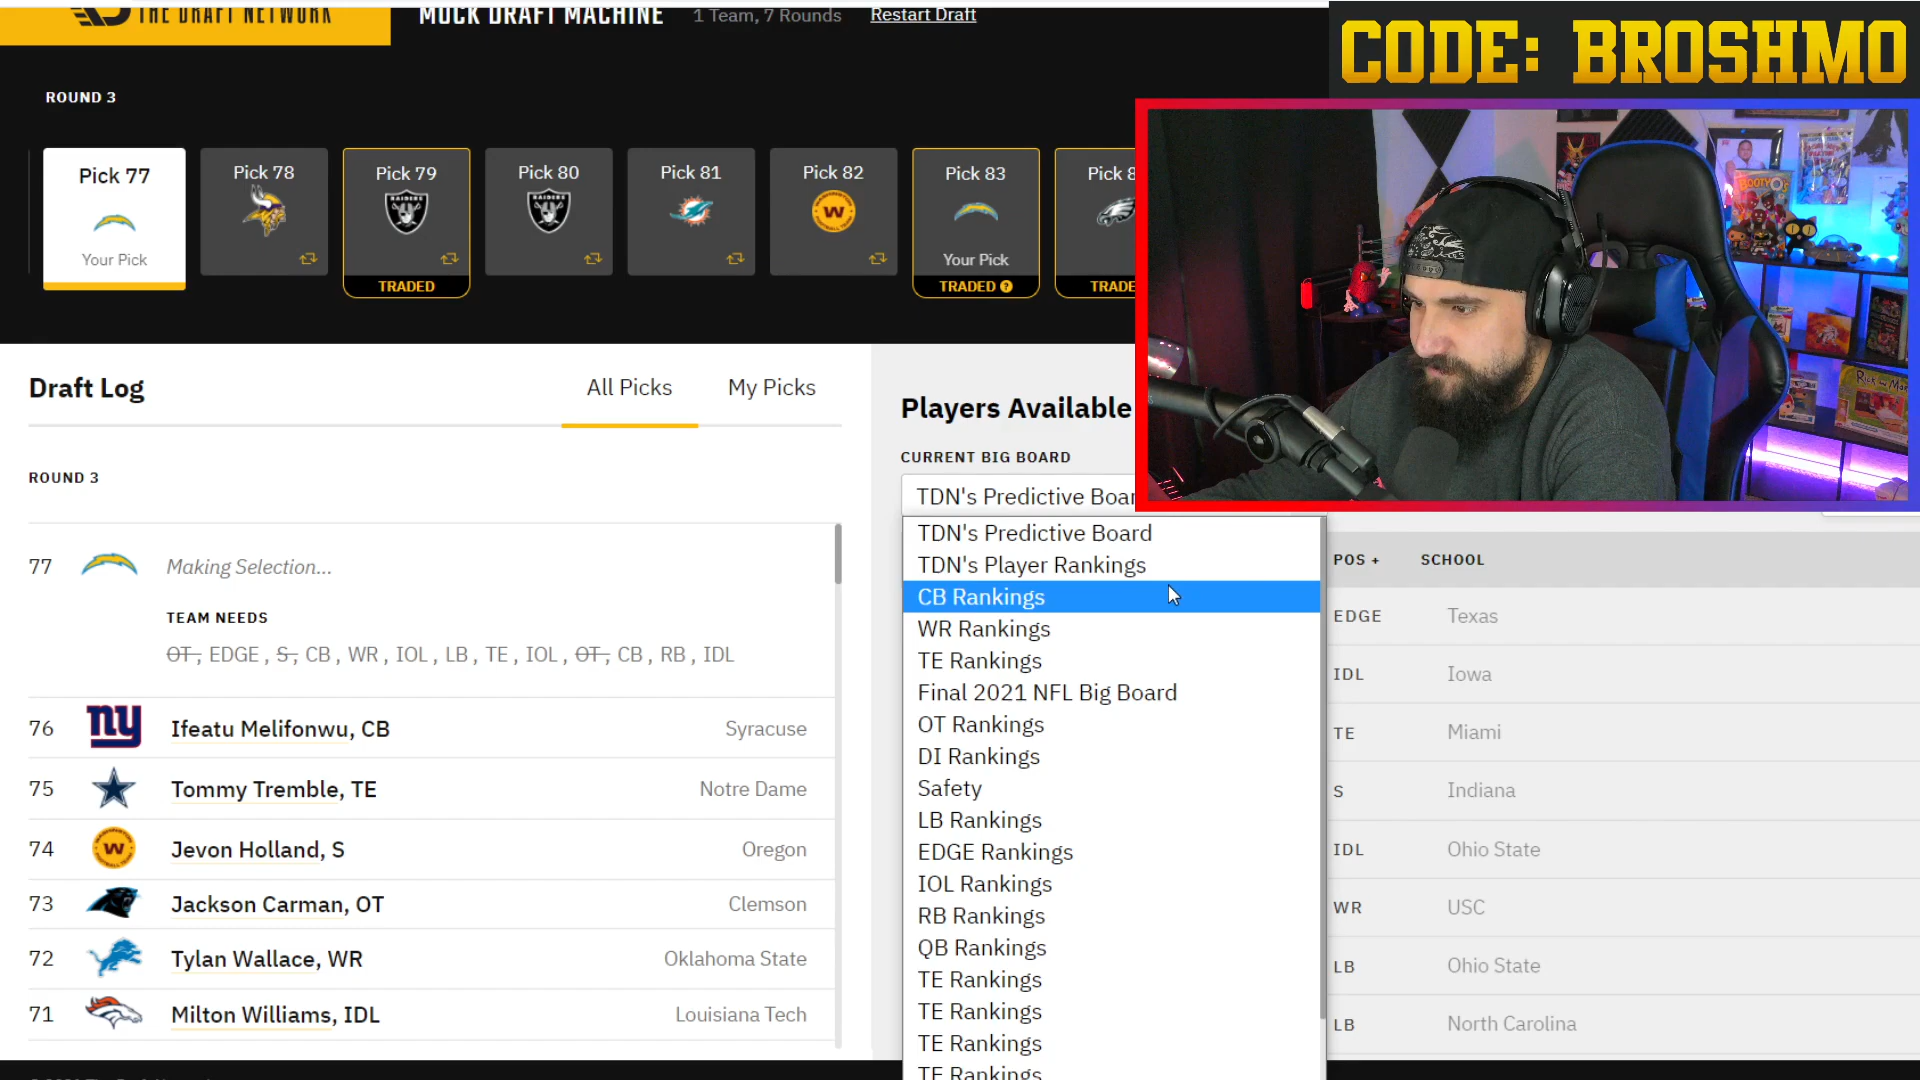 THE DRAFT NETWORK
MOCK DRAFT MACHINE
1 Team, 7 Rounds
Restart Draft
CODE: BROSHMO
ROUND 3
Pick 77
Your Pick
Pick 78
Pick 79
TRADED
Pick 80
Pick 81
Pick 82
W
Pick 83
Your Pick
TRADED ?
Pick 8
TRADE
BOOTYO'S
Rick and Mor
Draft Log
All Picks
My Picks
ROUND 3
77
Making Selection...
TEAM NEEDS
OT, EDGE, S, CB, WR, IOL, LB, TE, IOL, OT, CB, RB, IDL
76 ny Ifeatu Melifonwu, CB Syracuse
75 Tommy Tremble, TE Notre Dame
74 W Jevon Holland, S Oregon
73 Jackson Carman, OT Clemson
72 Tylan Wallace, WR Oklahoma State
71 Milton Williams, IDL Louisiana Tech
Players Available
CURRENT BIG BOARD
TDN's Predictive Boar
TDN's Predictive Board
TDN's Player Rankings
CB Rankings
WR Rankings
TE Rankings
Final 2021 NFL Big Board
OT Rankings
DI Rankings
Safety
LB Rankings
EDGE Rankings
IOL Rankings
RB Rankings
QB Rankings
TE Rankings
TE Rankings
TE Rankings
TE Rankings
POS + SCHOOL
EDGE Texas
IDL Iowa
TE Miami
S Indiana
IDL Ohio State
WR USC
LB Ohio State
LB North Carolina